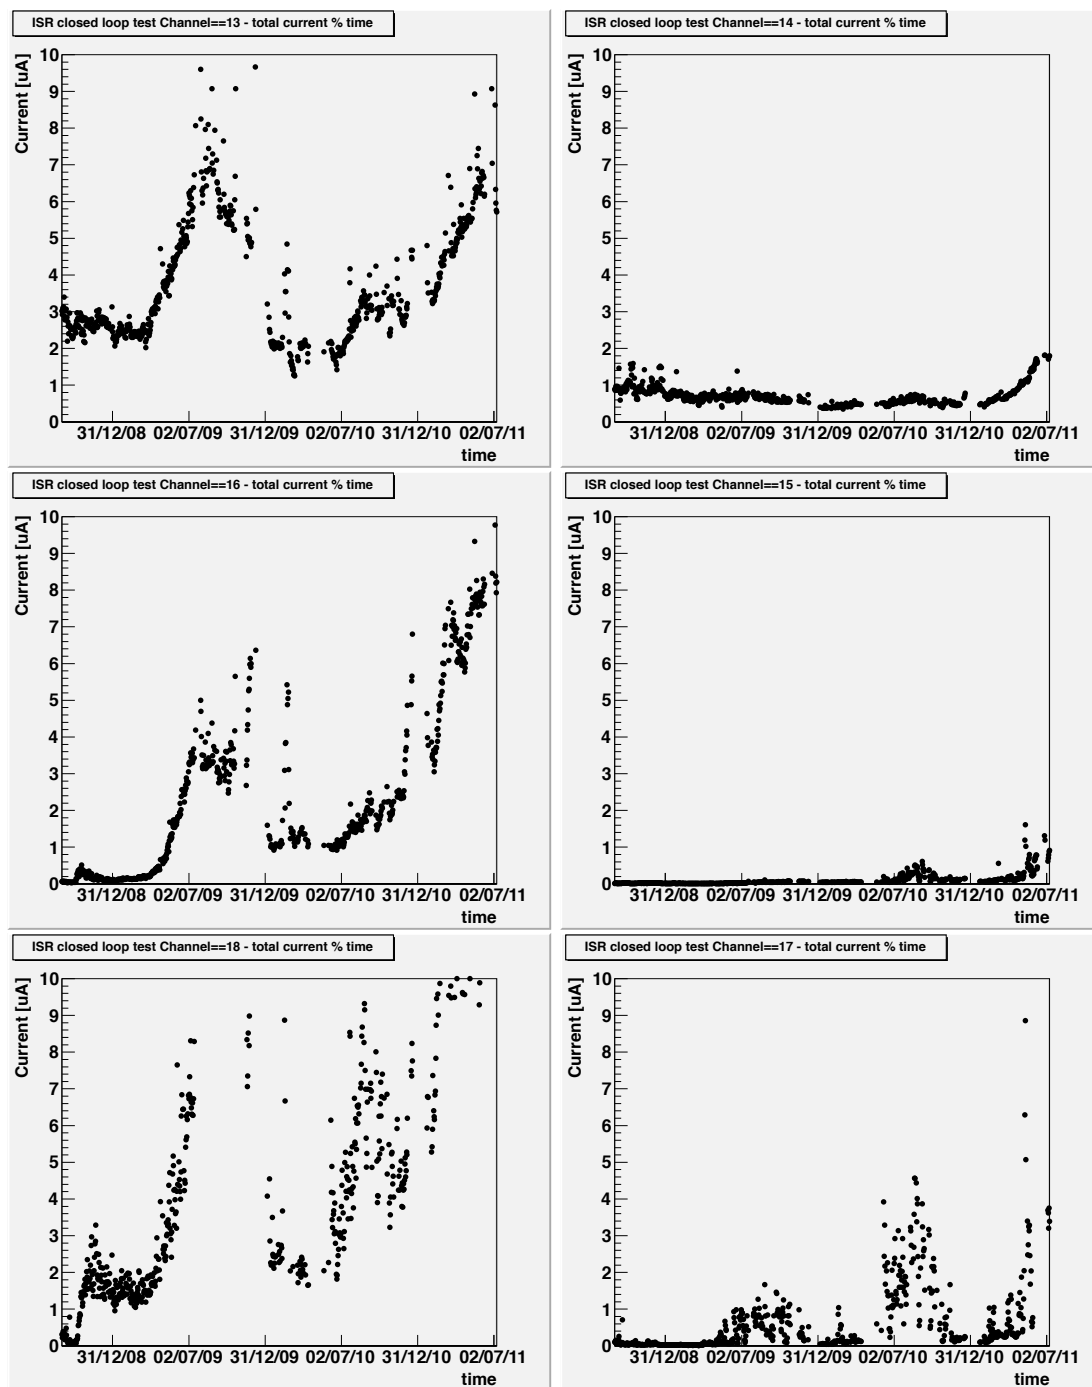 ISR closed loop test Channel==13 - total current % time
Current [uA]
10
9
8
7
6
5
4
3
2
1
0
31/12/08 02/07/09 31/12/09 02/07/10 31/12/10 02/07/11
time
ISR closed loop test Channel==14 - total current % time
Current [uA]
10
9
8
7
6
5
4
3
2
1
0
31/12/08 02/07/09 31/12/09 02/07/10 31/12/10 02/07/11
time
ISR closed loop test Channel==16 - total current % time
Current [uA]
10
9
8
7
6
5
4
3
2
1
0
31/12/08 02/07/09 31/12/09 02/07/10 31/12/10 02/07/11
time
ISR closed loop test Channel==15 - total current % time
Current [uA]
10
9
8
7
6
5
4
3
2
1
0
31/12/08 02/07/09 31/12/09 02/07/10 31/12/10 02/07/11
time
ISR closed loop test Channel==18 - total current % time
Current [uA]
10
9
8
7
6
5
4
3
2
1
0
31/12/08 02/07/09 31/12/09 02/07/10 31/12/10 02/07/11
time
ISR closed loop test Channel==17 - total current % time
Current [uA]
10
9
8
7
6
5
4
3
2
1
0
31/12/08 02/07/09 31/12/09 02/07/10 31/12/10 02/07/11
time